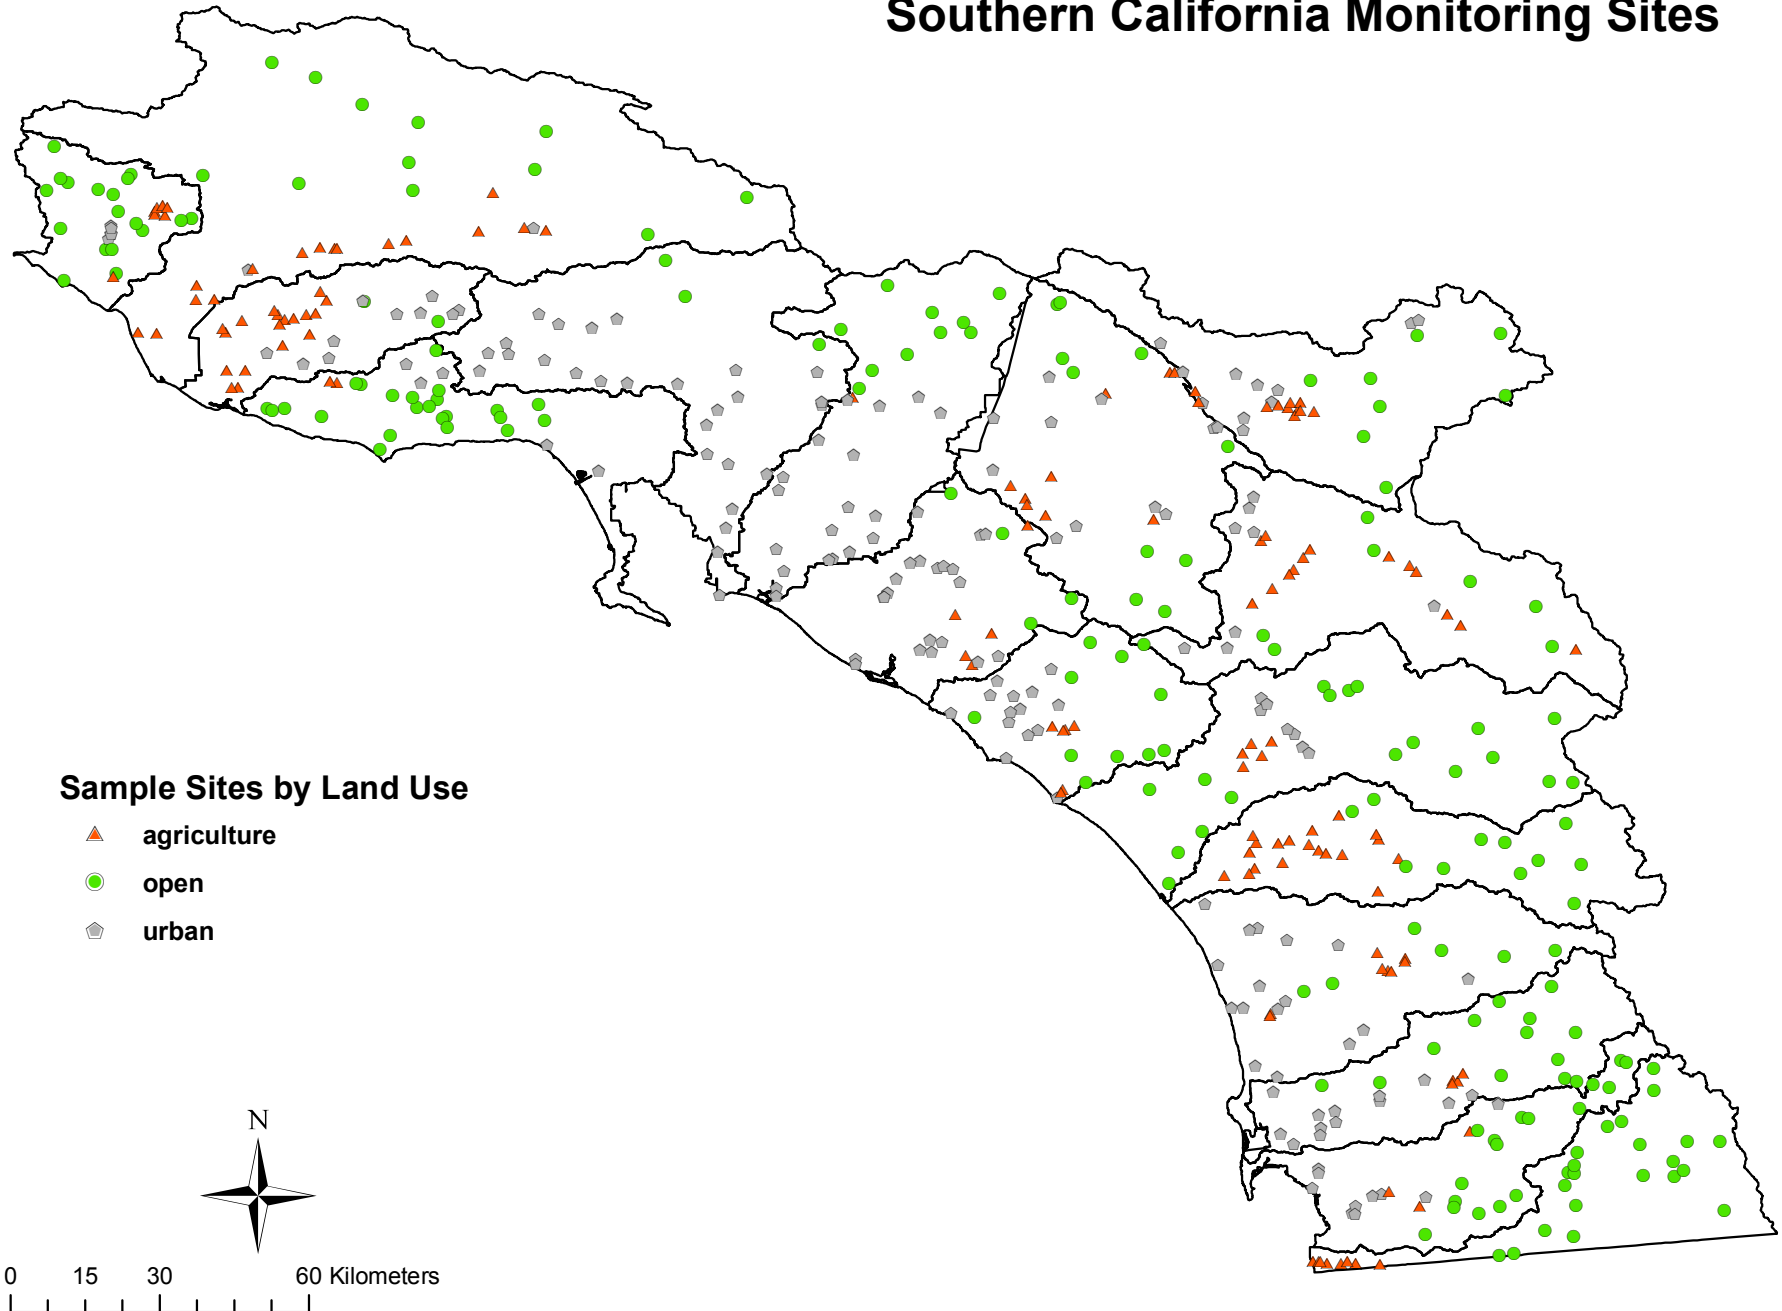 Southern California Monitoring Sites
Sample Sites by Land Use
agriculture
open
urban
N
0 15 30 60 Kilometers